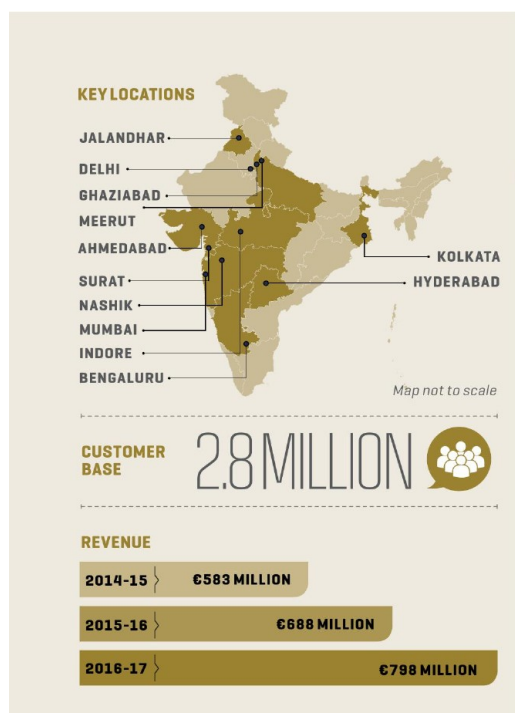 KEY LOCATIONS
JALANDHAR
DELHI
GHAZIABAD
MEERUT
AHMEDABAD
SURAT
NASHIK
MUMBAI
INDORE
BENGALURU
KOLKATA
HYDERABAD
Map not to scale
CUSTOMER
BASE
2.8 MILLION
REVENUE
2014-15 €583 MILLION
2015-16 €688 MILLION
2016-17 €798 MILLION